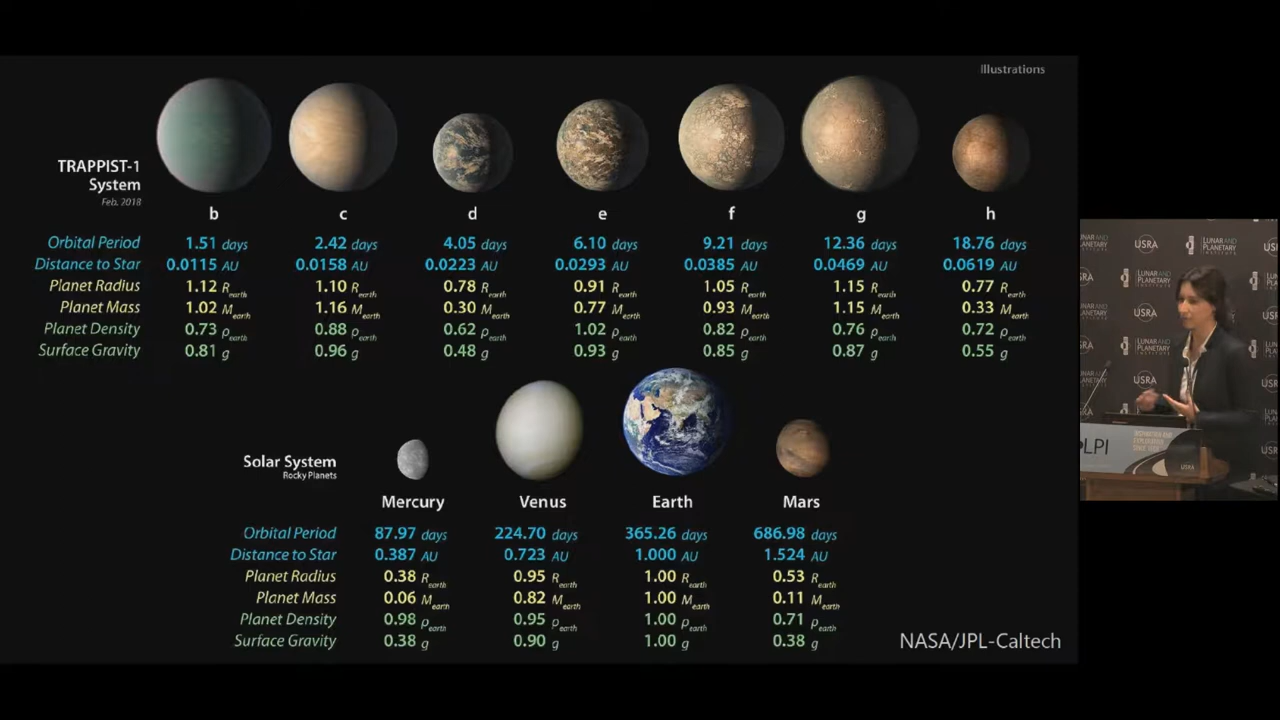 Illustrations
TRAPPIST-1
System
Feb. 2018
b c d e f g h
Orbital Period 1.51 days 2.42 days 4.05 days 6.10 days 9.21 days 12.36 days 18.76 days
Distance to Star 0.0115 AU 0.0158 AU 0.0223 AU 0.0293 AU 0.0385 AU 0.0469 AU 0.0619 AU
Planet Radius 1.12 Rearth 1.10 Rearth 0.78 Rearth 0.91 Rearth 1.05 Rearth 1.15 Rearth 0.77 Rearth
Planet Mass 1.02 Mearth 1.16 Mearth 0.30 Mearth 0.77 Mearth 0.93 Mearth 1.15 Mearth 0.33 Mearth
Planet Density 0.73 ρearth 0.88 ρearth 0.62 ρearth 1.02 ρearth 0.82 ρearth 0.76 ρearth 0.72 ρearth
Surface Gravity 0.81 g 0.96 g 0.48 g 0.93 g 0.85 g 0.87 g 0.55 g
Solar System
Rocky Planets
Mercury Venus Earth Mars
Orbital Period 87.97 days 224.70 days 365.26 days 686.98 days
Distance to Star 0.387 AU 0.723 AU 1.000 AU 1.524 AU
Planet Radius 0.38 Rearth 0.95 Rearth 1.00 Rearth 0.53 Rearth
Planet Mass 0.06 Mearth 0.82 Mearth 1.00 Mearth 0.11 Mearth
Planet Density 0.98 ρearth 0.95 ρearth 1.00 ρearth 0.71 ρearth
Surface Gravity 0.38 g 0.90 g 1.00 g 0.38 g
NASA/JPL-Caltech
USRA
LUNAR AND
PLANETARY
INSTITUTE
USRA
LUNAR AND
PLANETARY
USRA
LPI
USRA